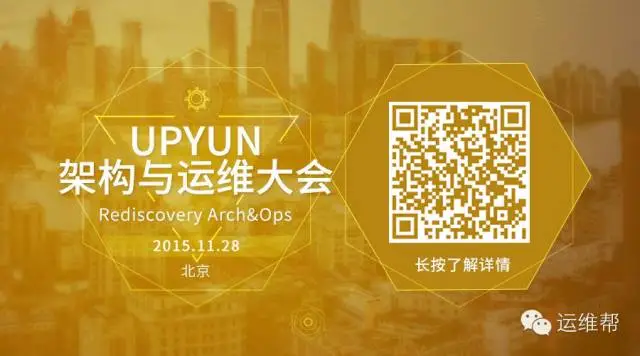 UPYUN
架构与运维大会
Rediscovery Arch&Ops
2015.11.28
北京
长按了解详情
运维帮